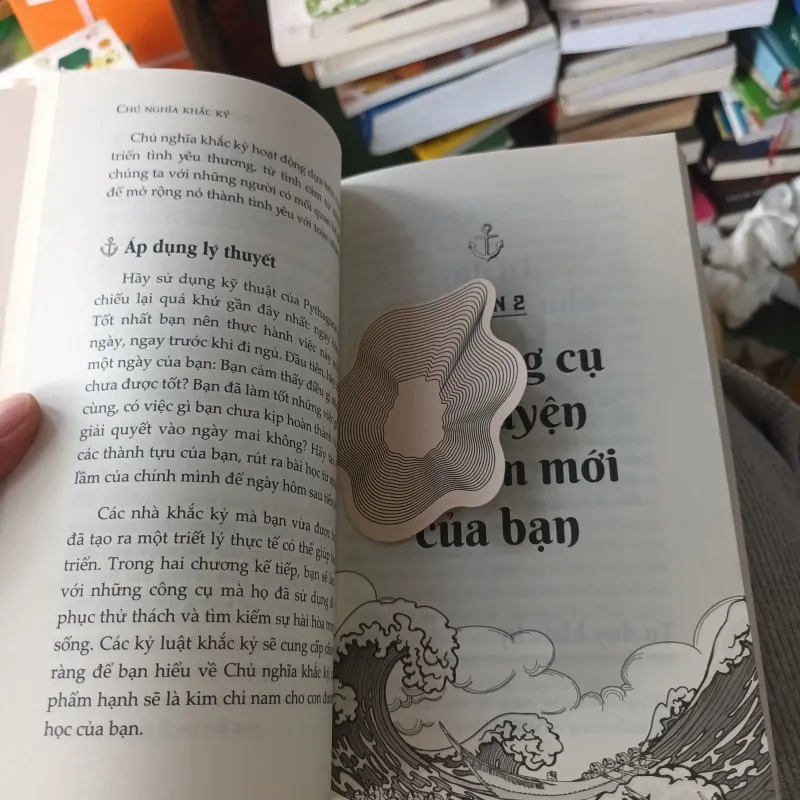 CHỦ NGHĨA KHẮC KỶ
Chủ nghĩa khắc kỷ hoạt động dựa
triển tình yêu thương, từ tình cảm tự
chúng ta với những người có mối quan
để mở rộng nó thành tình yêu với toàn
Áp dụng lý thuyết
Hãy sử dụng kỹ thuật của Pythagoras
chiếu lại quá khứ gần đây nhất: ngày
Tốt nhất bạn nên thực hành việc này
ngày, ngay trước khi đi ngủ. Đầu tiên,
một ngày của bạn: Bạn cảm thấy điều gì
chưa được tốt? Bạn đã làm tốt những việc
cùng, có việc gì bạn chưa kịp hoàn thành
giải quyết vào ngày mai không? Hãy
các thành tựu của bạn, rút ra bài học từ
lầm của chính mình để ngày hôm sau tiến
Các nhà khắc kỷ mà bạn vừa được
đã tạo ra một triết lý thực tế có thể giúp
triển. Trong hai chương kế tiếp, bạn sẽ
với những công cụ mà họ đã sử dụng
phục thử thách và tìm kiếm sự hài hòa
sống. Các kỷ luật khắc kỷ sẽ cung cấp
ràng để bạn hiểu về Chủ nghĩa khắc kỷ
phẩm hạnh sẽ là kim chỉ nam cho con
học của bạn.
2
cụ
mới
của bạn